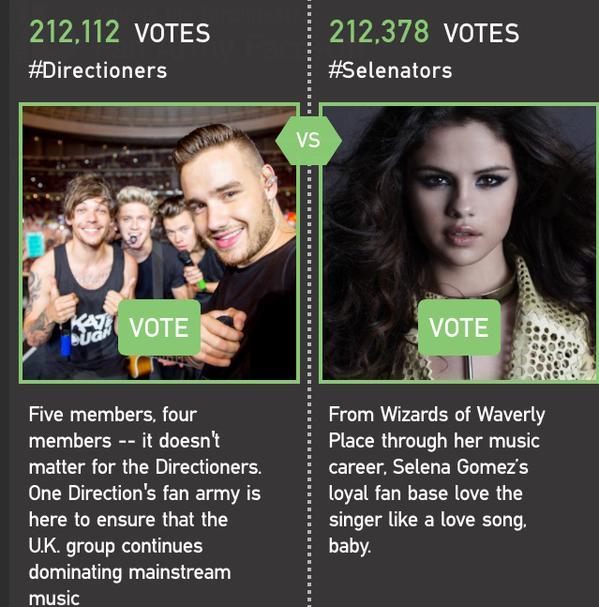 212,112 VOTES
#Directioners
212,378 VOTES
#Selenators
VS
VOTE
VOTE
Five members, four
members -- it doesn't
matter for the Directioners.
One Direction's fan army is
here to ensure that the
U.K. group continues
dominating mainstream
music
From Wizards of Waverly
Place through her music
career, Selena Gomez's
loyal fan base love the
singer like a love song,
baby.